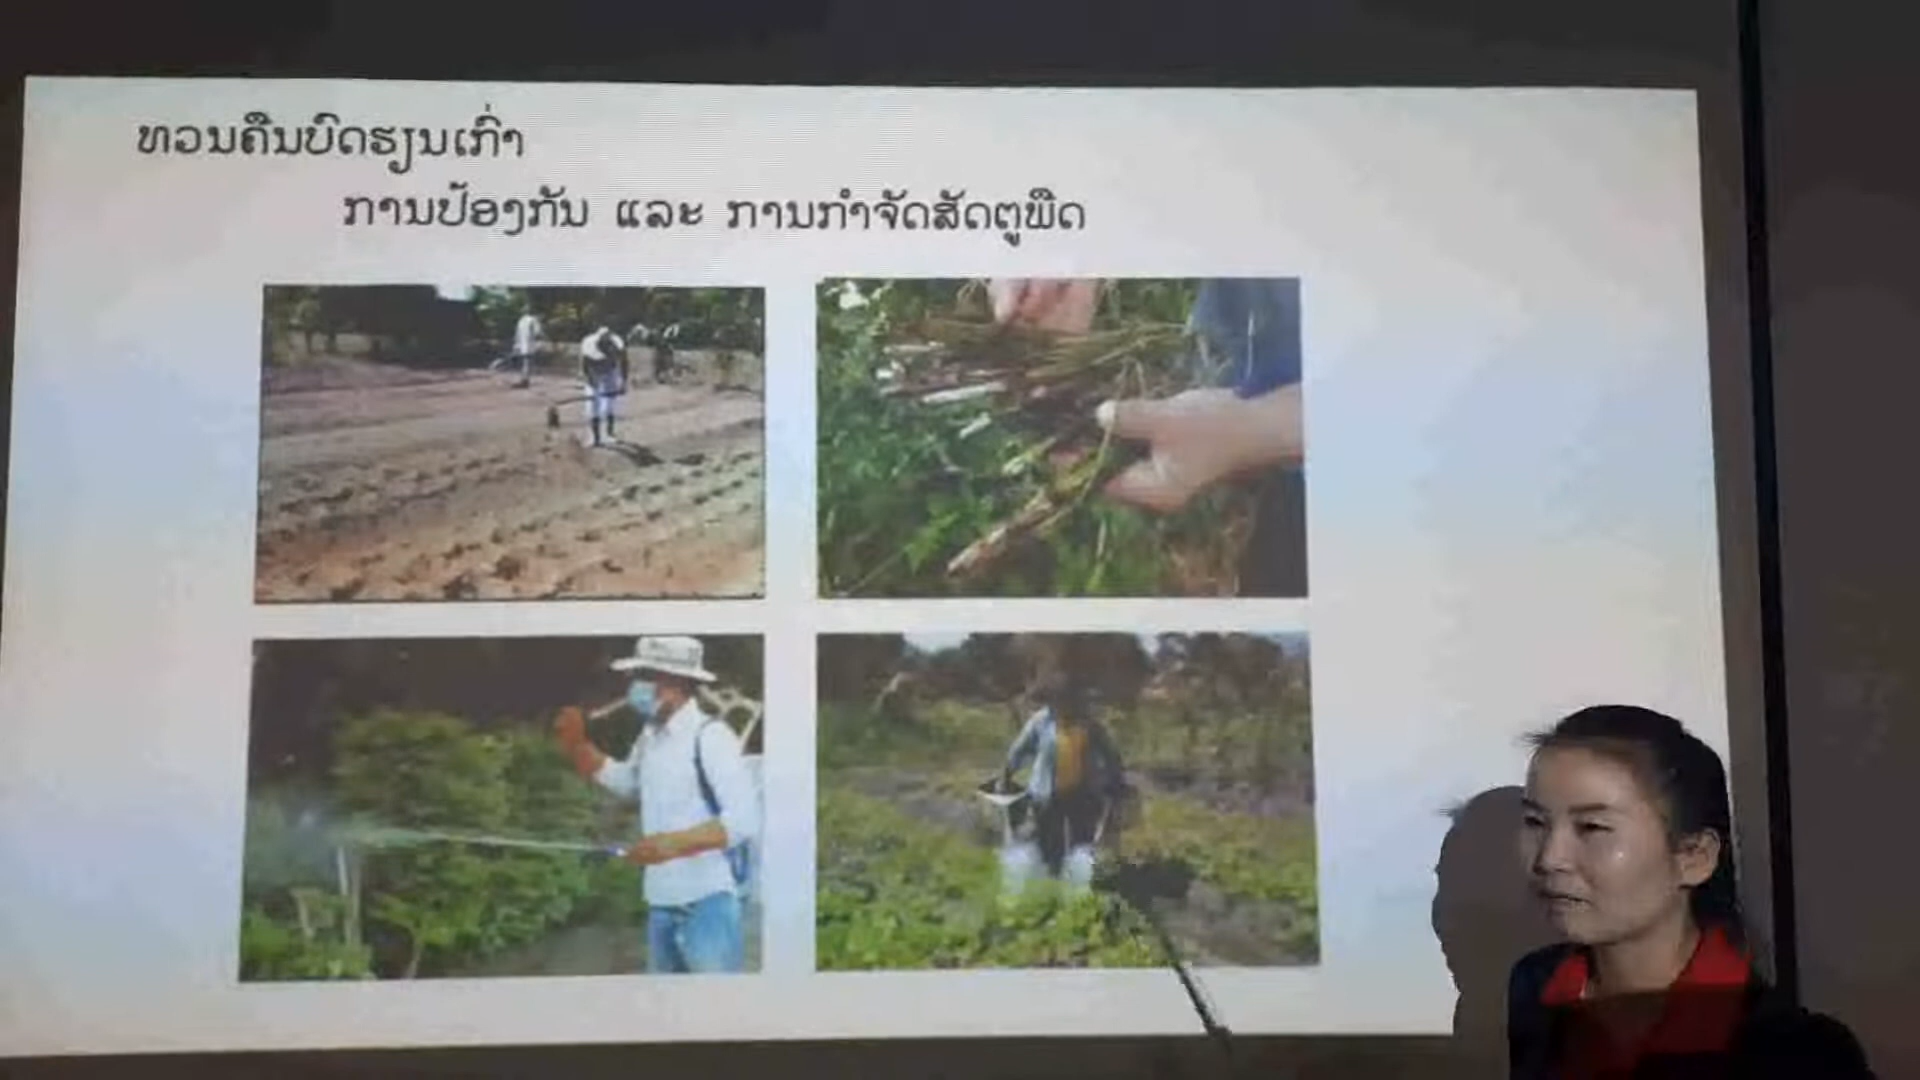 ທວນຄືນບົດຮຽນເກົ່າ
ການປ້ອງກັນ ແລະ ການກຳຈັດສັດຕູພືດ